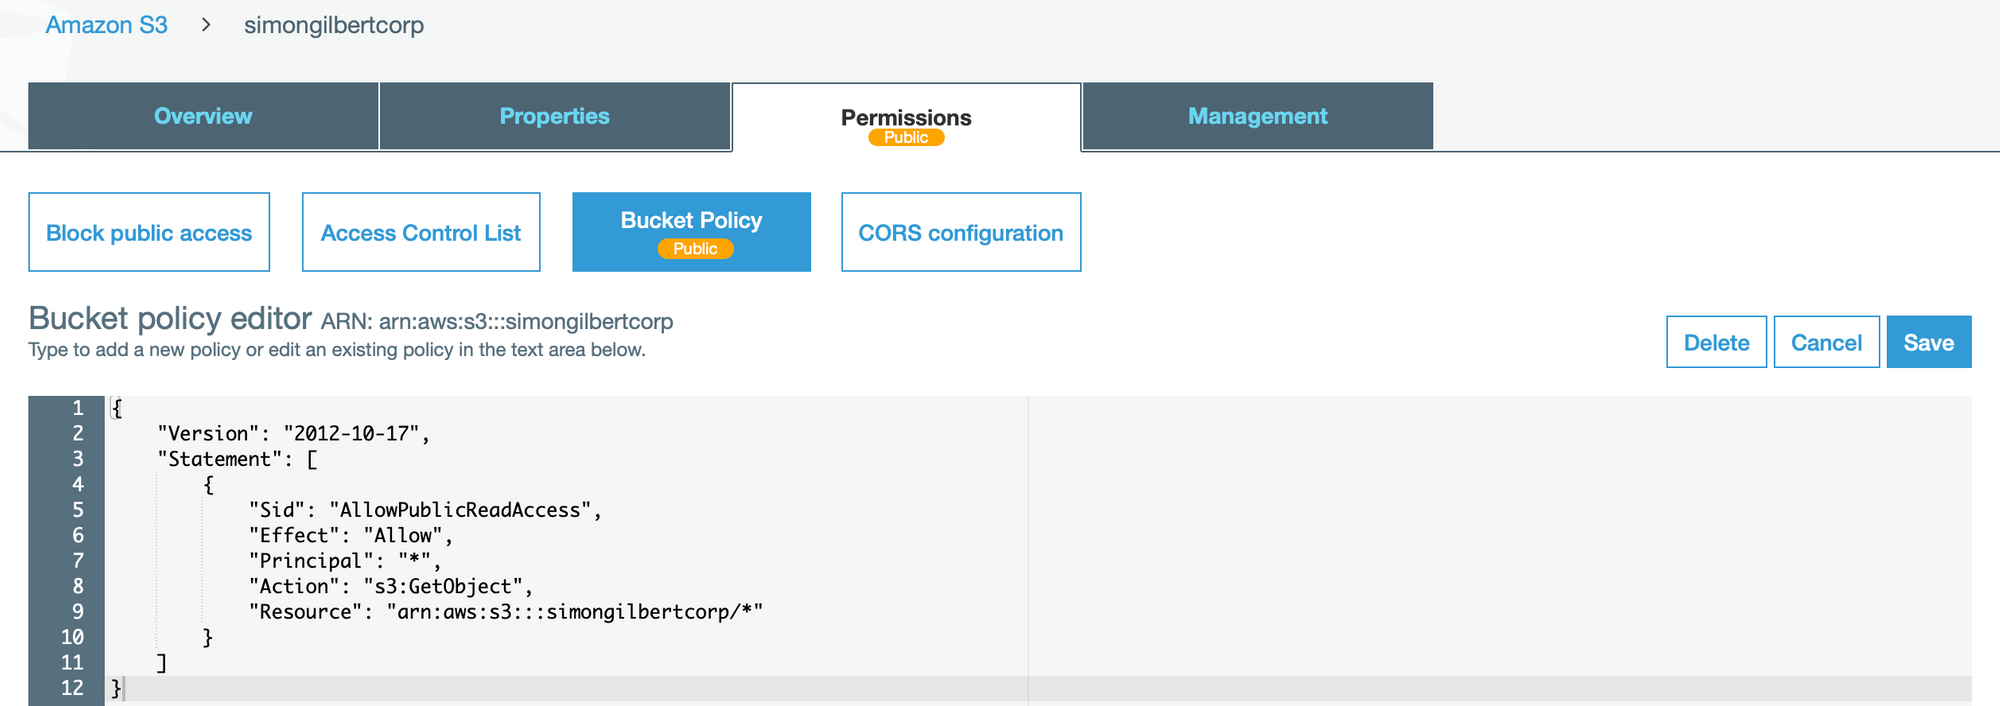 Amazon S3 > simongilbertcorp
Overview
Properties
Permissions
Public
Management
Block public access
Access Control List
Bucket Policy
Public
CORS configuration
Bucket policy editor ARN: arn:aws:s3:::simongilbertcorp
Type to add a new policy or edit an existing policy in the text area below.
Delete
Cancel
Save
1 {
2     "Version": "2012-10-17",
3     "Statement": [
4         {
5             "Sid": "AllowPublicReadAccess",
6             "Effect": "Allow",
7             "Principal": "*",
8             "Action": "s3:GetObject",
9             "Resource": "arn:aws:s3:::simongilbertcorp/*"
10         }
11     ]
12 }